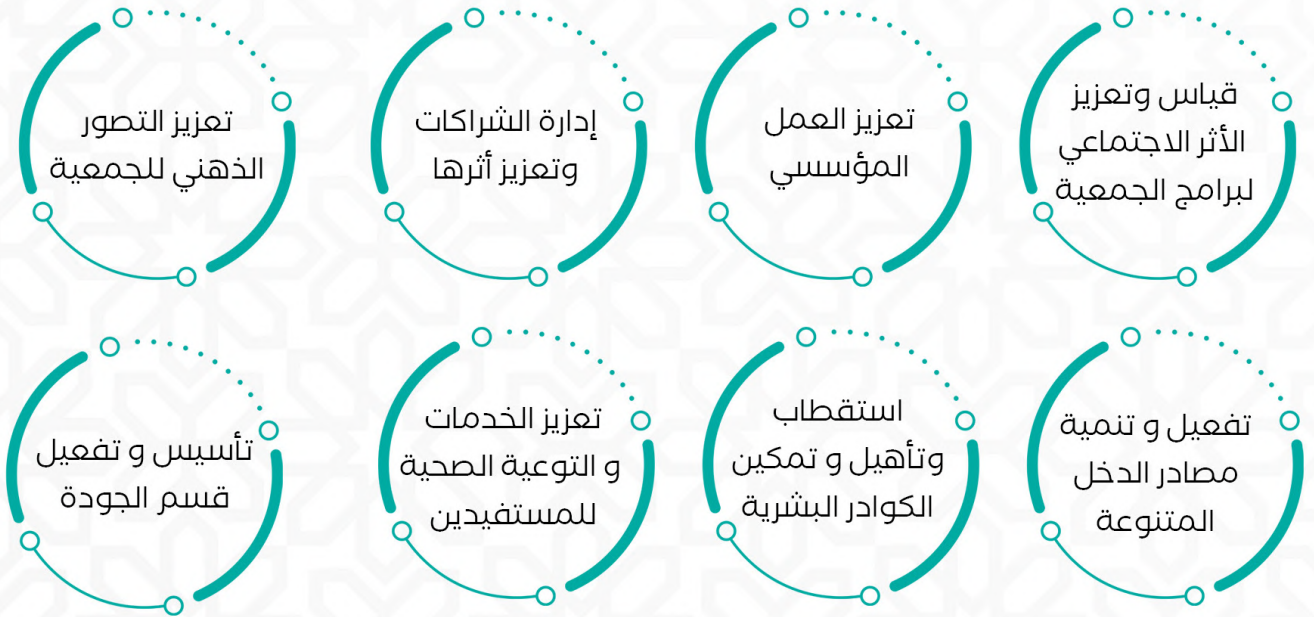 قياس وتعزيز
الأثر الاجتماعي
لبرامج الجمعية
تعزيز العمل
المؤسسي
إدارة الشراكات
وتعزيز أثرها
تعزيز التصور
الذهني للجمعية
تفعيل و تنمية
مصادر الدخل
المتنوعة
استقطاب
وتأهيل و تمكين
الكوادر البشرية
تعزيز الخدمات
و التوعية الصحية
للمستفيدين
تأسيس و تفعيل
قسم الجودة